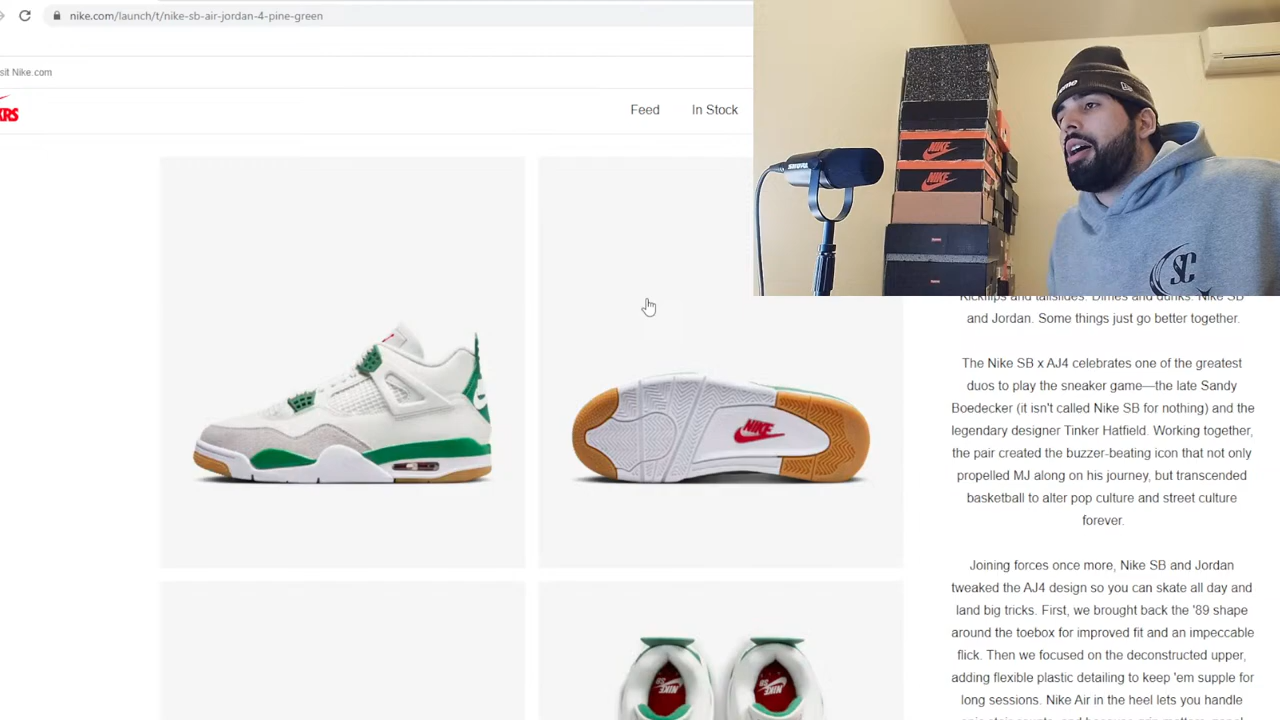 nike.com/launch/t/nike-sb-air-jordan-4-pine-green
sit Nike.com
KRS
Feed
In Stock
SHURE
NIKE
NIKE
SC
NIKE
and Jordan. Some things just go better together.
The Nike SB x AJ4 celebrates one of the greatest
duos to play the sneaker game—the late Sandy
Boedecker (it isn't called Nike SB for nothing) and the
legendary designer Tinker Hatfield. Working together,
the pair created the buzzer-beating icon that not only
propelled MJ along on his journey, but transcended
basketball to alter pop culture and street culture
forever.
Joining forces once more, Nike SB and Jordan
tweaked the AJ4 design so you can skate all day and
land big tricks. First, we brought back the '89 shape
around the toebox for improved fit and an impeccable
flick. Then we focused on the deconstructed upper,
adding flexible plastic detailing to keep 'em supple for
long sessions. Nike Air in the heel lets you handle